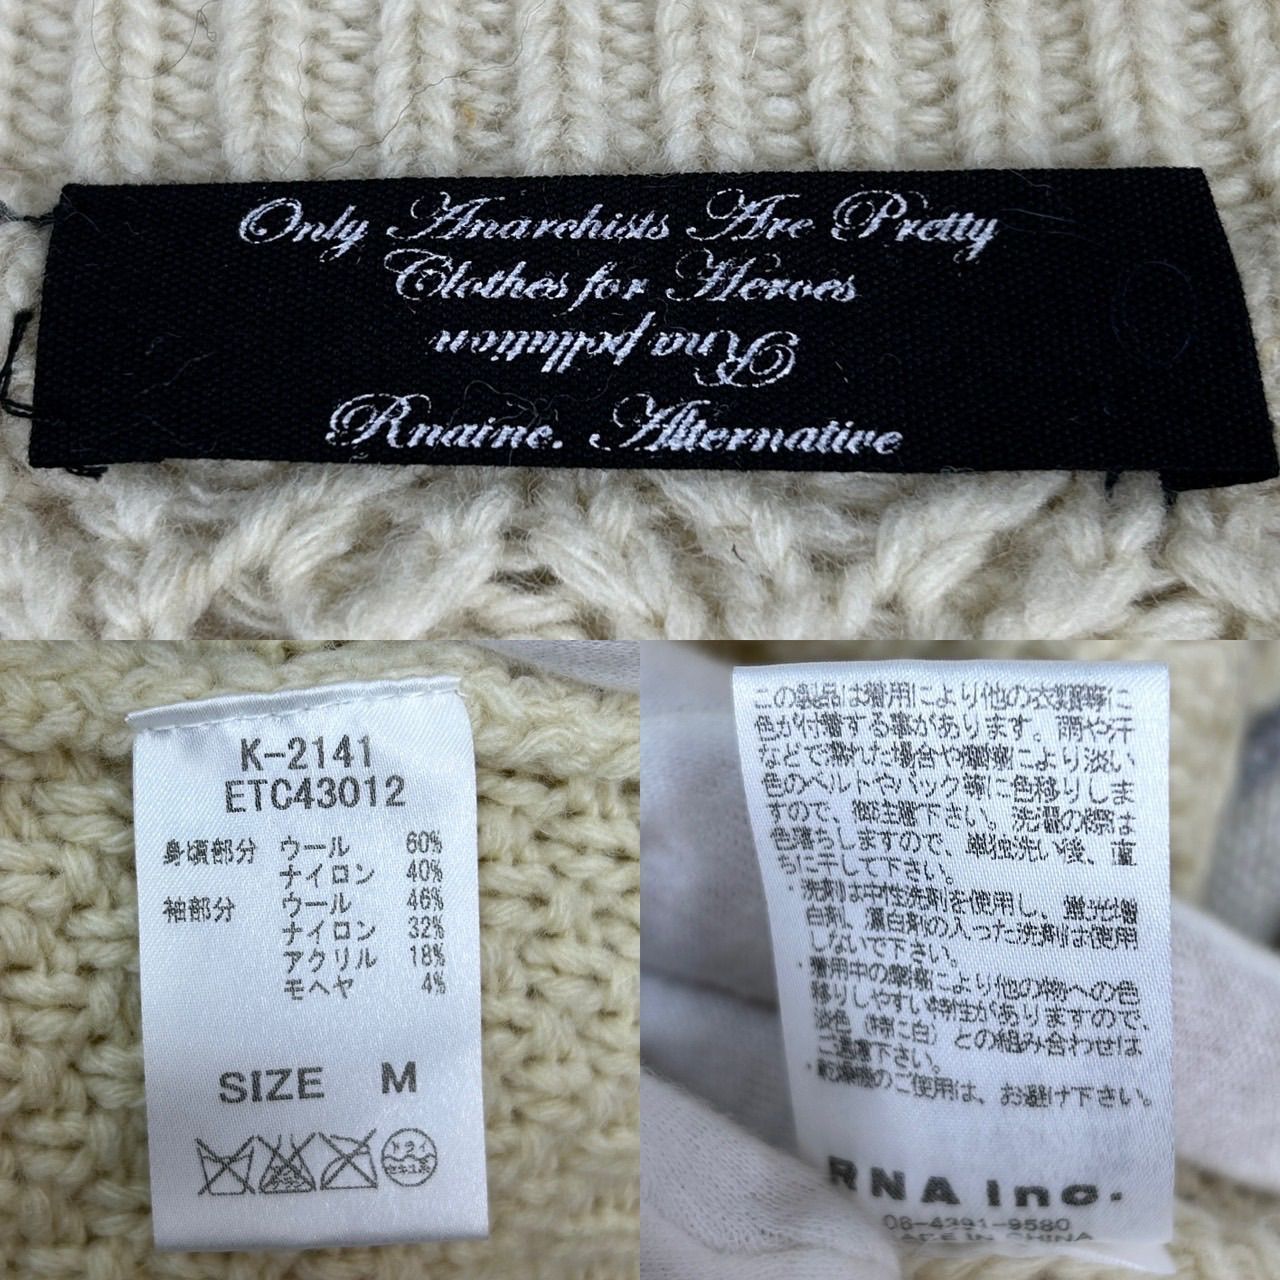 Only Anarchists Are Pretty
Clothes for Heroes
Rna pollution
Rnainc. Alternative
K-2141
ETC43012
身頃部分 ウール 60%
ナイロン 40%
袖部分 ウール 46%
ナイロン 32%
アクリル 18%
モヘヤ 4%
SIZE M
ドライ
セキユ系
この製品は着用により他の衣類等に
色が付着する事があります。雨や汗
などで濡れた場合や摩擦により淡い
色のベルトやバック等に色移りしま
すので、御注意下さい。洗濯の際は
色落ちしますので、単独洗い後、直
ちに干して下さい。
・洗剤は中性洗剤を使用し、蛍光増
白剤、漂白剤の入った洗剤は使用
しないで下さい。
・着用中の摩擦により他の物への色
移りしやすい特性がありますので、
淡色（特に白）との組み合わせは
ご遠慮下さい。
・乾燥機のご使用は、お避け下さい。
RNA Inc.
06-4391-9580
MADE IN CHINA